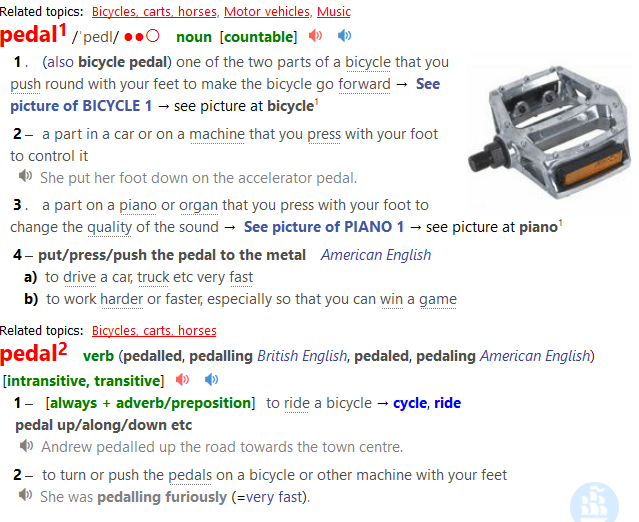 Related topics: Bicycles, carts, horses, Motor vehicles, Music
pedal1 /ˈpedl/ ●●○ noun [countable]
1. (also bicycle pedal) one of the two parts of a bicycle that you
push round with your feet to make the bicycle go forward → See
picture of BICYCLE 1 → see picture at bicycle1
2 – a part in a car or on a machine that you press with your foot
to control it
She put her foot down on the accelerator pedal.
3. a part on a piano or organ that you press with your foot to
change the quality of the sound → See picture of PIANO 1 → see picture at piano1
4 – put/press/push the pedal to the metal American English
a) to drive a car, truck etc very fast
b) to work harder or faster, especially so that you can win a game
Related topics: Bicycles, carts, horses
pedal2 verb (pedalled, pedalling British English, pedaled, pedaling American English)
[intransitive, transitive]
1 – [always + adverb/preposition] to ride a bicycle → cycle, ride
pedal up/along/down etc
Andrew pedalled up the road towards the town centre.
2 – to turn or push the pedals on a bicycle or other machine with your feet
She was pedalling furiously (=very fast).